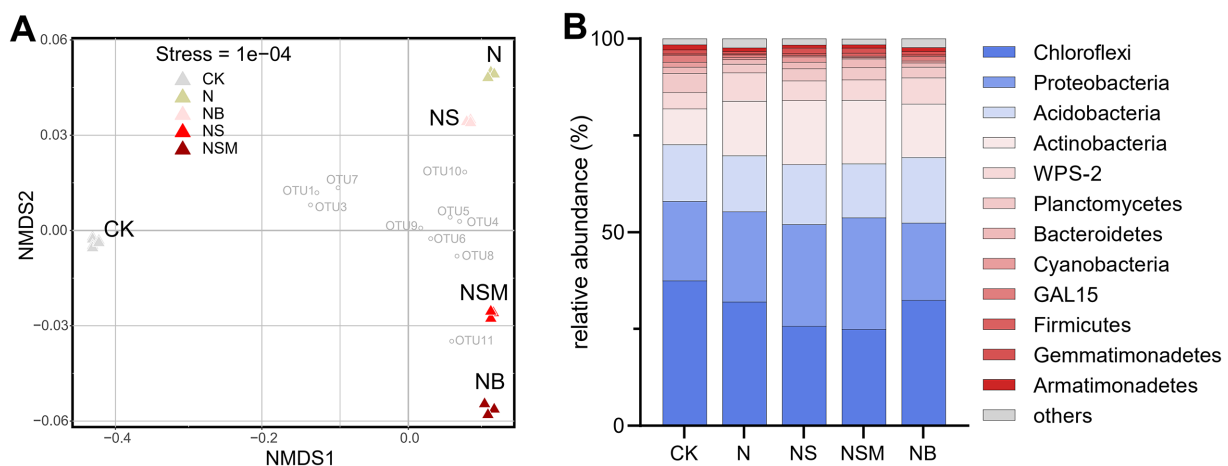 A
B
Stress = 1e−04
CK
N
NB
NS
NSM
N
NS
CK
NSM
NB
OTU10
OTU7
OTU1
OTU3
OTU5
OTU4
OTU9
OTU6
OTU8
OTU11
0.06
0.03
0.00
−0.03
−0.06
NMDS2
−0.4
−0.2
0.0
NMDS1
100
50
0
relative abundance (%)
CK
N
NS
NSM
NB
Chloroflexi
Proteobacteria
Acidobacteria
Actinobacteria
WPS-2
Planctomycetes
Bacteroidetes
Cyanobacteria
GAL15
Firmicutes
Gemmatimonadetes
Armatimonadetes
others